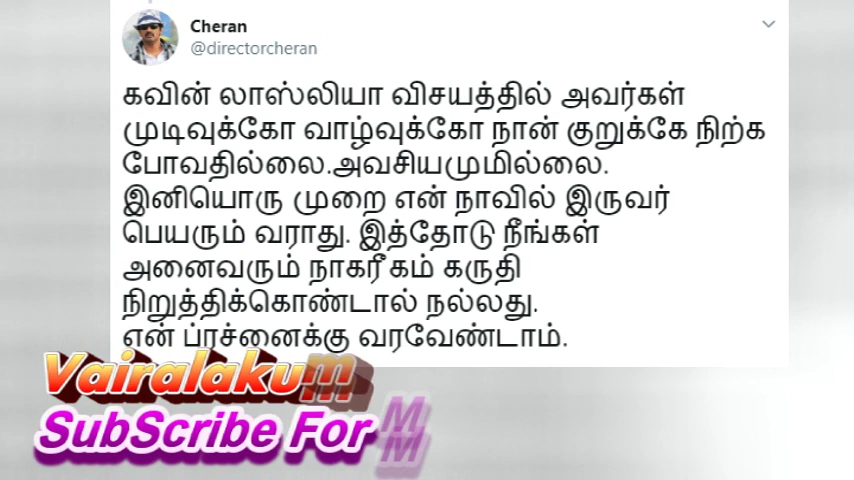 Cheran
@directorcheran
கவின் லாஸ்லியா விசயத்தில் அவர்கள்
முடிவுக்கோ வாழ்வுக்கோ நான் குறுக்கே நிற்க
போவதில்லை.அவசியமுமில்லை.
இனியொரு முறை என் நாவில் இருவர்
பெயரும் வராது. இத்தோடு நீங்கள்
அனைவரும் நாகரீகம் கருதி
நிறுத்திக்கொண்டால் நல்லது.
என் ப்ரச்னைக்கு வரவேண்டாம்.
Vairalakum
SubScribe For M
M